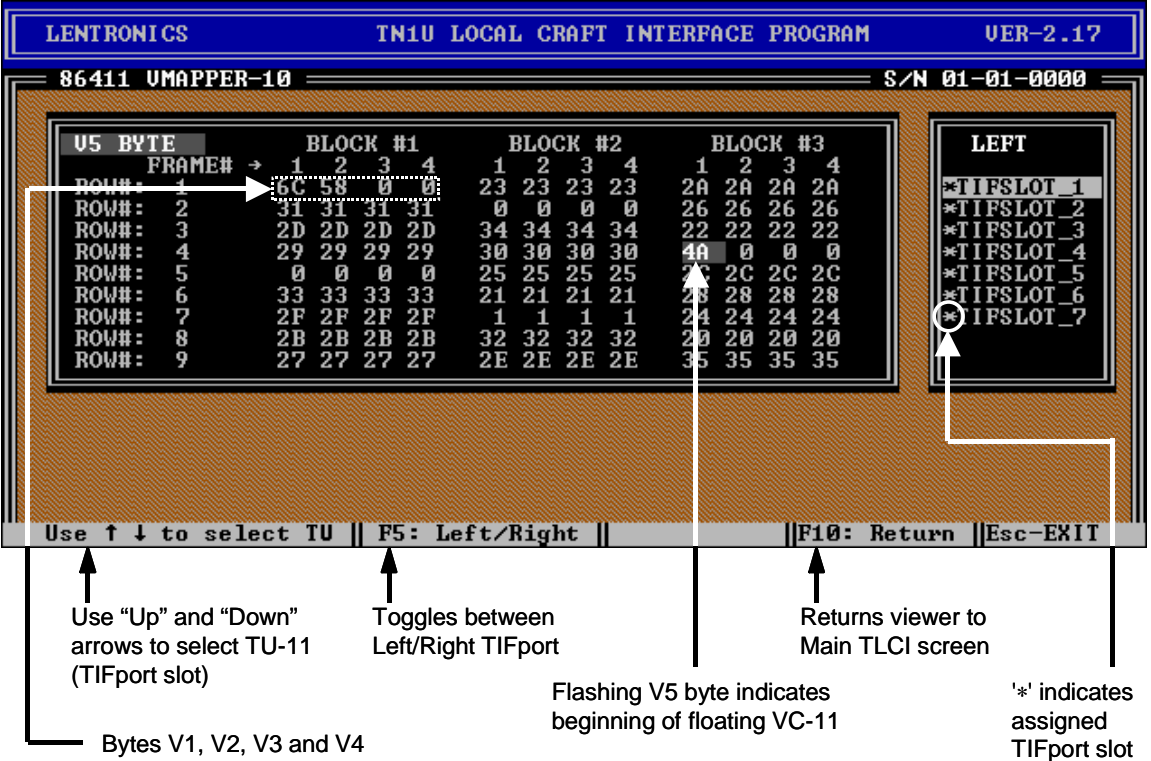 LENTRONICS TN1U LOCAL CRAFT INTERFACE PROGRAM VER-2.17
86411 VMAPPER-10 S/N 01-01-0000
V5 BYTE BLOCK #1 BLOCK #2 BLOCK #3 LEFT
FRAME# → 1 2 3 4 1 2 3 4 1 2 3 4
ROW#: 1 6C 58 0 0 23 23 23 23 2A 2A 2A 2A *TIFSLOT_1
ROW#: 2 31 31 31 31 0 0 0 0 26 26 26 26 *TIFSLOT_2
ROW#: 3 2D 2D 2D 2D 34 34 34 34 22 22 22 22 *TIFSLOT_3
ROW#: 4 29 29 29 29 30 30 30 30 4A 0 0 0 *TIFSLOT_4
ROW#: 5 0 0 0 0 25 25 25 25 2C 2C 2C 2C *TIFSLOT_5
ROW#: 6 33 33 33 33 21 21 21 21 28 28 28 28 *TIFSLOT_6
ROW#: 7 2F 2F 2F 2F 1 1 1 1 24 24 24 24 *TIFSLOT_7
ROW#: 8 2B 2B 2B 2B 32 32 32 32 20 20 20 20
ROW#: 9 27 27 27 27 2E 2E 2E 2E 35 35 35 35
Use ↑ ↓ to select TU F5: Left/Right F10: Return Esc-EXIT
Use “Up” and “Down”
arrows to select TU-11
(TIFport slot)
Toggles between
Left/Right TIFport
Returns viewer to
Main TLCI screen
Flashing V5 byte indicates
beginning of floating VC-11
'*' indicates
assigned
TIFport slot
Bytes V1, V2, V3 and V4